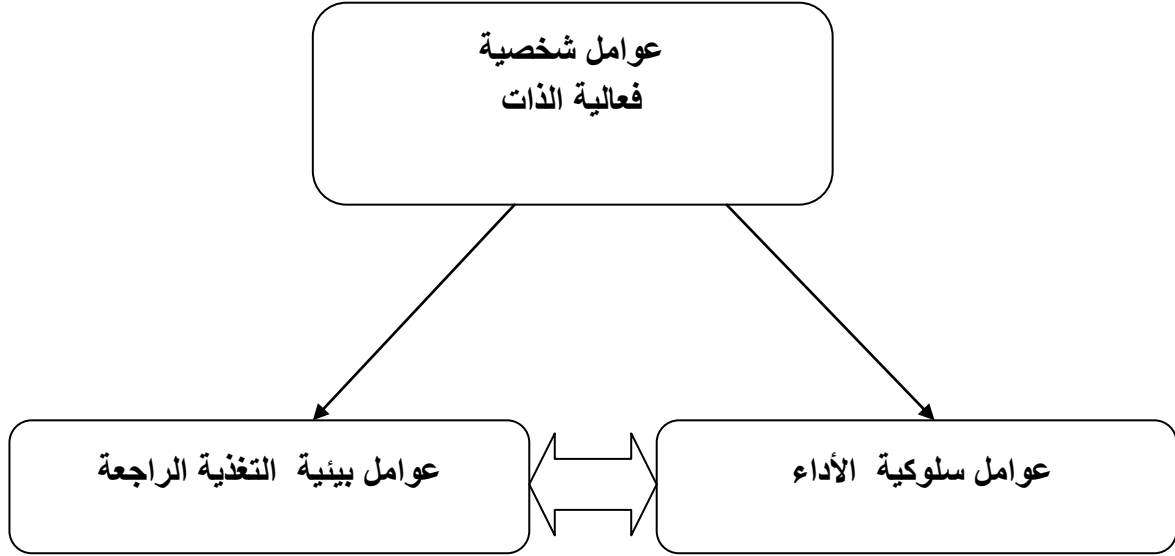 عوامل شخصية
فعالية الذات
عوامل سلوكية الأداء
عوامل بيئية التغذية الراجعة